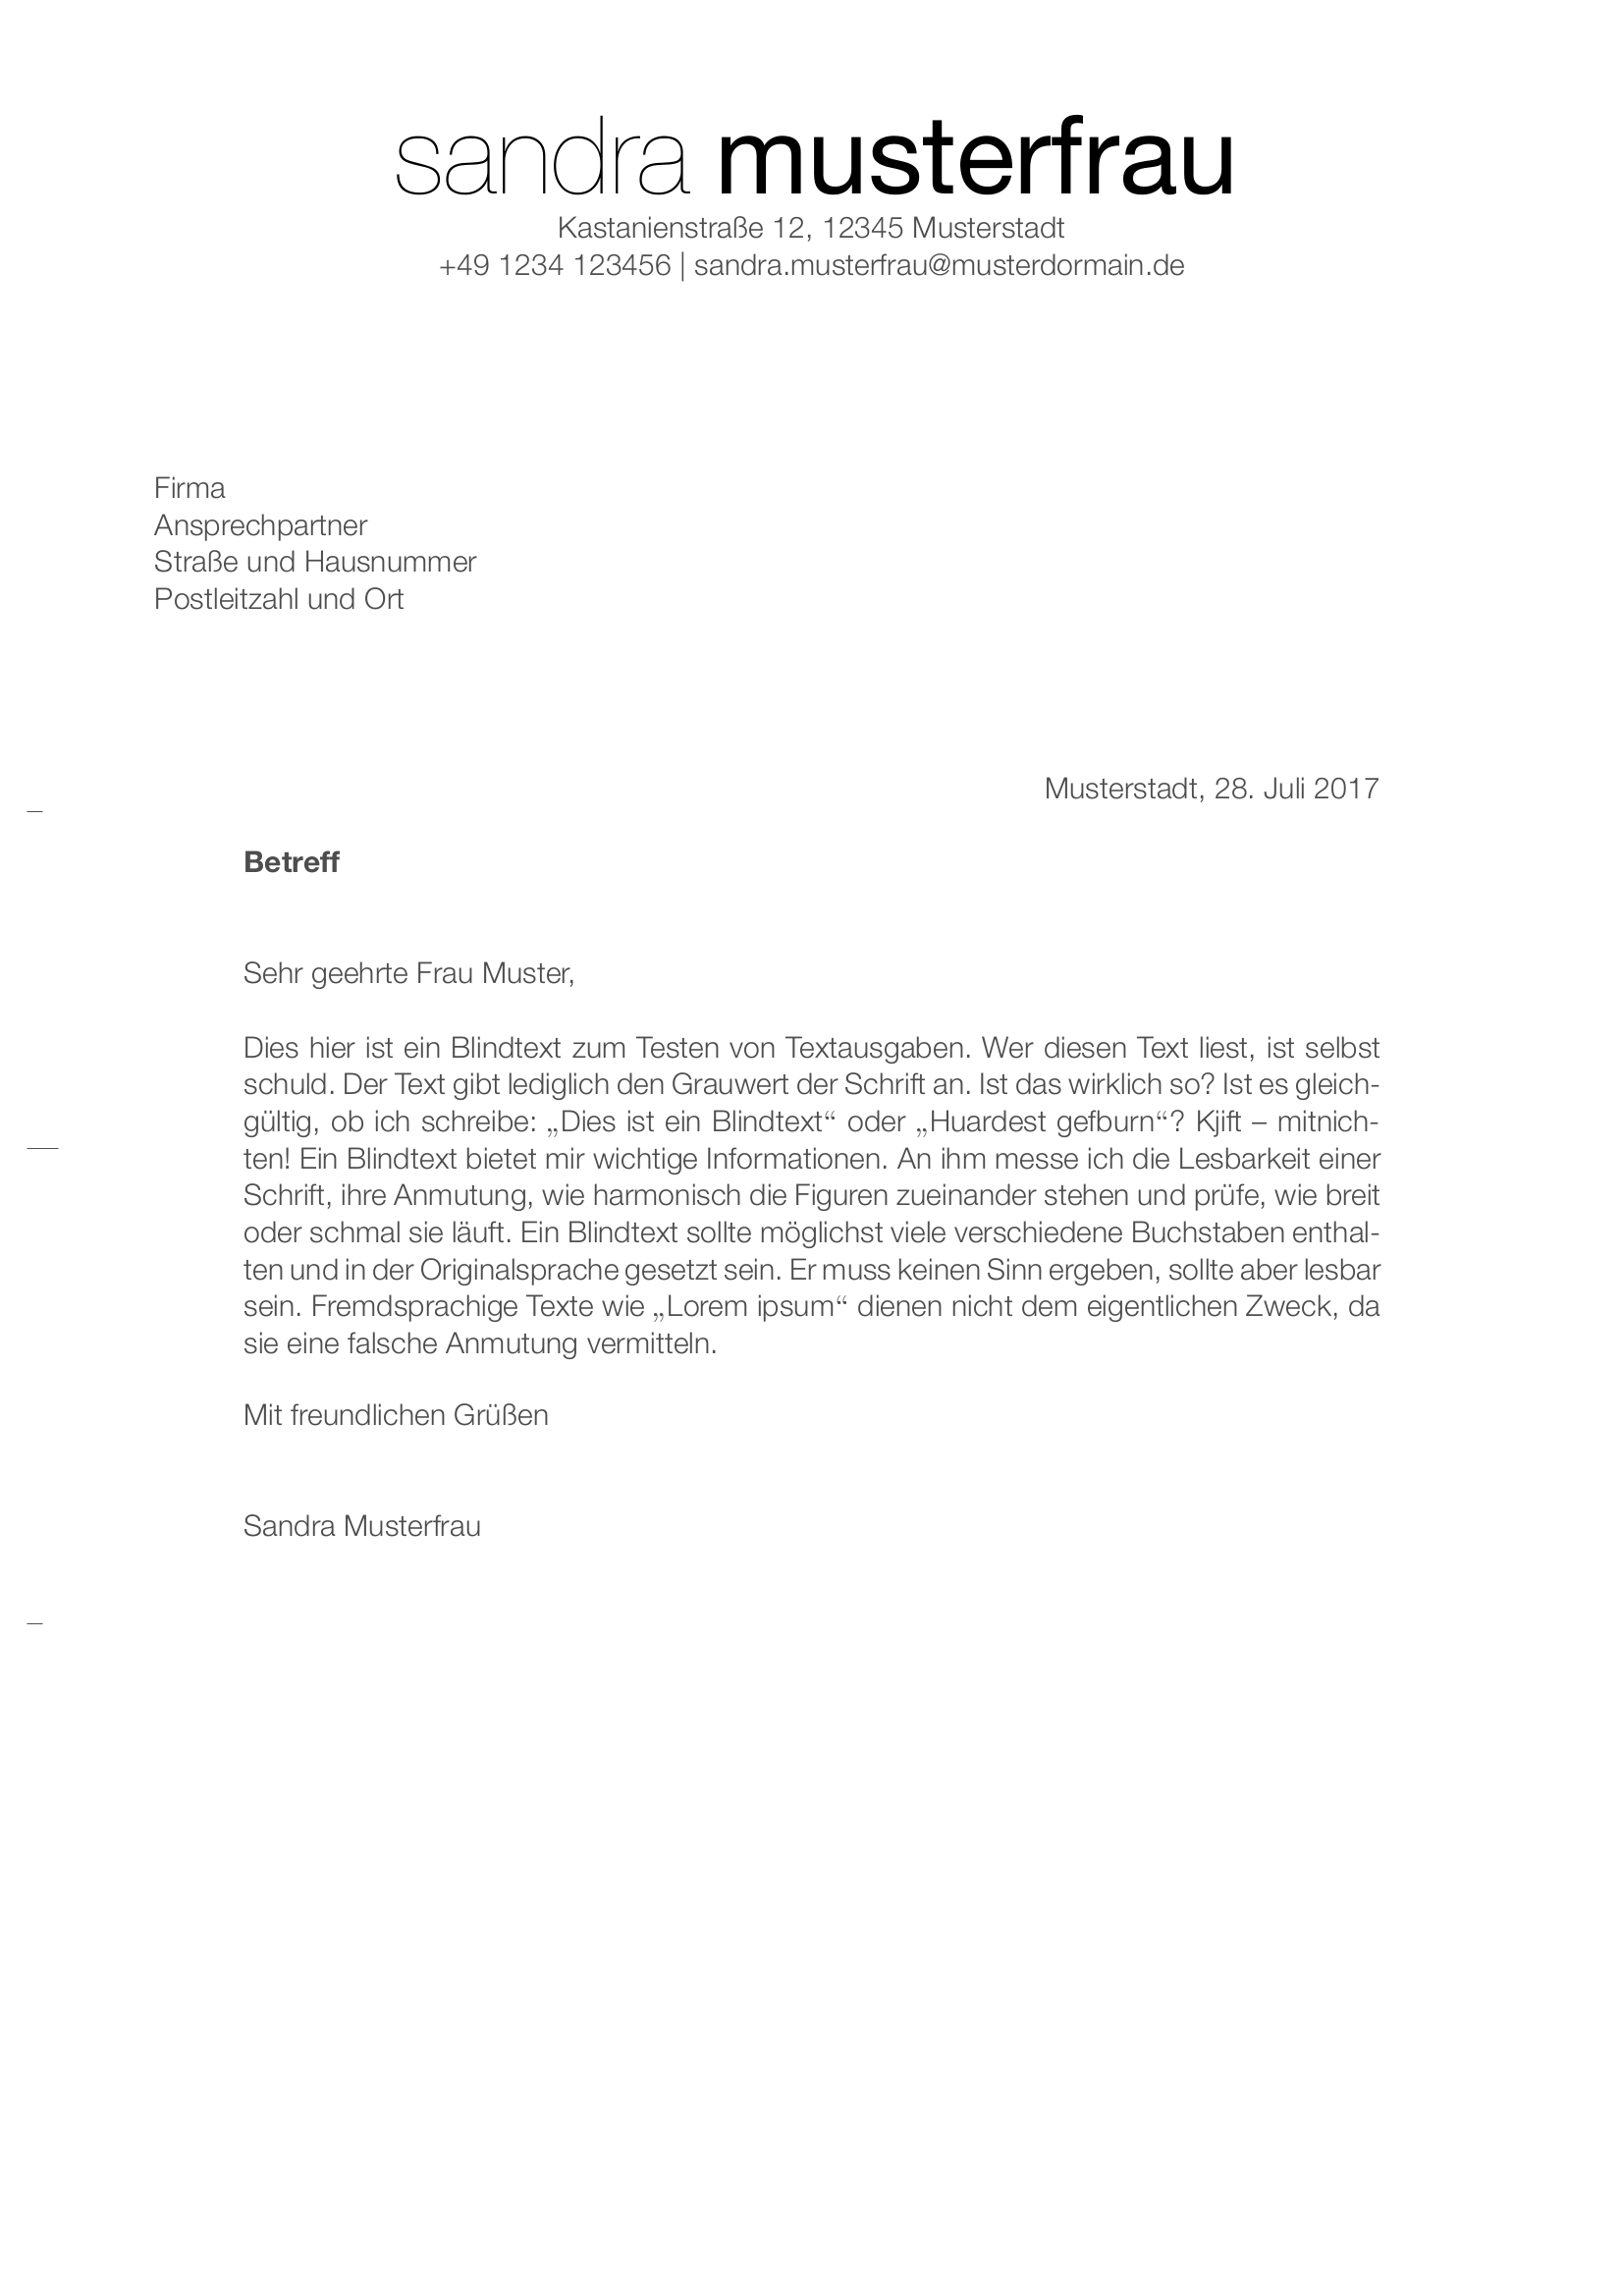 sandra musterfrau
Kastanienstraße 12, 12345 Musterstadt
+49 1234 123456 | sandra.musterfrau@musterdormain.de
Firma
Ansprechpartner
Straße und Hausnummer
Postleitzahl und Ort
Musterstadt, 28. Juli 2017
Betreff
Sehr geehrte Frau Muster,
Dies hier ist ein Blindtext zum Testen von Textausgaben. Wer diesen Text liest, ist selbst
schuld. Der Text gibt lediglich den Grauwert der Schrift an. Ist das wirklich so? Ist es gleich-
gültig, ob ich schreibe: „Dies ist ein Blindtext“ oder „Huardest gefburn“? Kjift – mitnich-
ten! Ein Blindtext bietet mir wichtige Informationen. An ihm messe ich die Lesbarkeit einer
Schrift, ihre Anmutung, wie harmonisch die Figuren zueinander stehen und prüfe, wie breit
oder schmal sie läuft. Ein Blindtext sollte möglichst viele verschiedene Buchstaben enthal-
ten und in der Originalsprache gesetzt sein. Er muss keinen Sinn ergeben, sollte aber lesbar
sein. Fremdsprachige Texte wie „Lorem ipsum“ dienen nicht dem eigentlichen Zweck, da
sie eine falsche Anmutung vermitteln.
Mit freundlichen Grüßen
Sandra Musterfrau